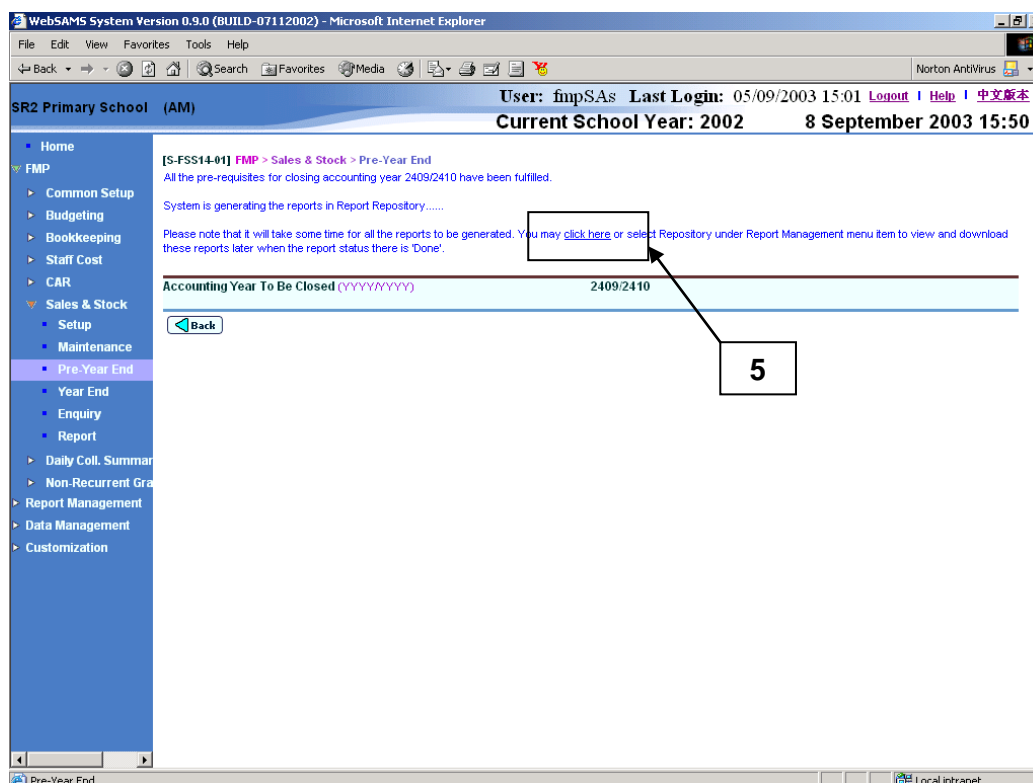 WebSAMS System Version 0.9.0 (BUILD-07112002) - Microsoft Internet Explorer
File Edit View Favorites Tools Help
Back Search Favorites Media Norton AntiVirus
SR2 Primary School (AM)
User: fmpSAs Last Login: 05/09/2003 15:01 Logout | Help | 中文版本
Current School Year: 2002 8 September 2003 15:50
Home
FMP
Common Setup
Budgeting
Bookkeeping
Staff Cost
CAR
Sales & Stock
Setup
Maintenance
Pre-Year End
Year End
Enquiry
Report
Daily Coll. Summar
Non-Recurrent Gra
Report Management
Data Management
Customization
[S-FSS14-01] FMP > Sales & Stock > Pre-Year End
All the pre-requisites for closing accounting year 2409/2410 have been fulfilled.
System is generating the reports in Report Repository......
Please note that it will take some time for all the reports to be generated. You may click here or select Repository under Report Management menu item to view and download
these reports later when the report status there is 'Done'.
Accounting Year To Be Closed (YYYY/YYYY) 2409/2410
Back
5
Pre-Year End Local intranet